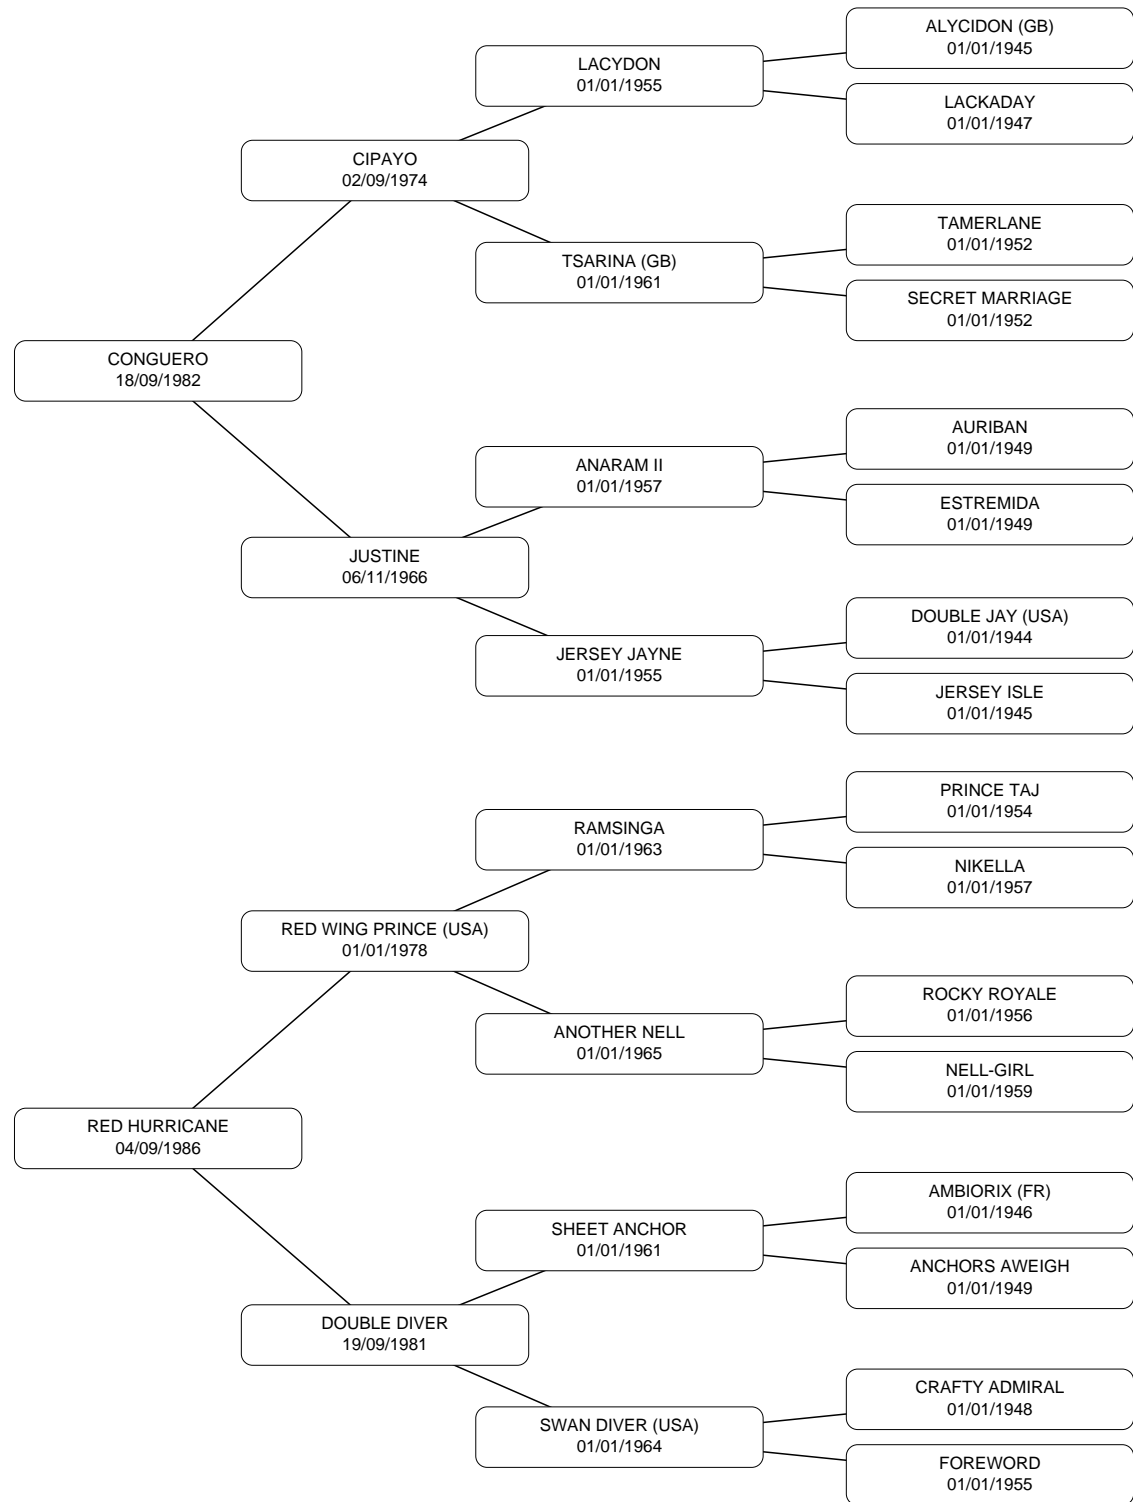 ALYCIDON (GB)
01/01/1945
LACYDON
01/01/1955
LACKADAY
01/01/1947
CIPAYO
02/09/1974
TAMERLANE
01/01/1952
TSARINA (GB)
01/01/1961
SECRET MARRIAGE
01/01/1952
CONGUERO
18/09/1982
AURIBAN
01/01/1949
ANARAM II
01/01/1957
ESTREMIDA
01/01/1949
JUSTINE
06/11/1966
DOUBLE JAY (USA)
01/01/1944
JERSEY JAYNE
01/01/1955
JERSEY ISLE
01/01/1945
PRINCE TAJ
01/01/1954
RAMSINGA
01/01/1963
NIKELLA
01/01/1957
RED WING PRINCE (USA)
01/01/1978
ROCKY ROYALE
01/01/1956
ANOTHER NELL
01/01/1965
NELL-GIRL
01/01/1959
RED HURRICANE
04/09/1986
AMBIORIX (FR)
01/01/1946
SHEET ANCHOR
01/01/1961
ANCHORS AWEIGH
01/01/1949
DOUBLE DIVER
19/09/1981
CRAFTY ADMIRAL
01/01/1948
SWAN DIVER (USA)
01/01/1964
FOREWORD
01/01/1955